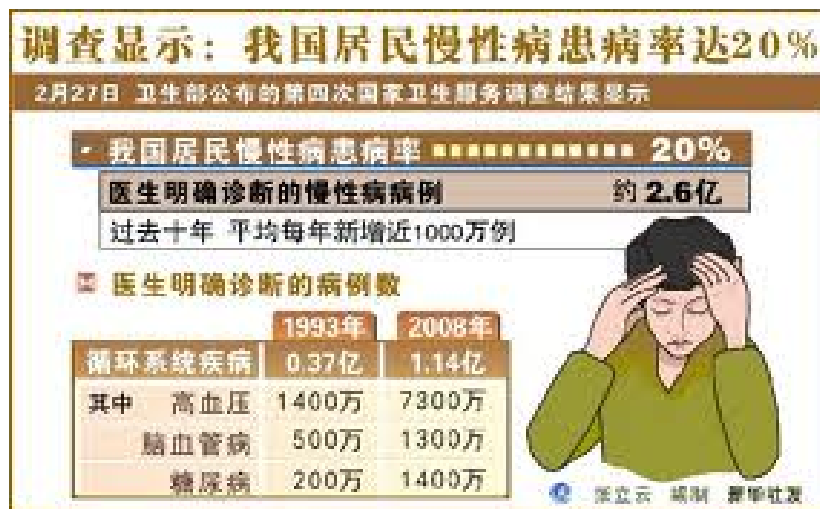 调查显示：我国居民慢性病患病率达20%
2月27日 卫生部公布的第四次国家卫生服务调查结果显示
· 我国居民慢性病患病率 20%
医生明确诊断的慢性病病例 约 2.6亿
过去十年 平均每年新增近1000万例
医生明确诊断的病例数
1993年 2008年
循环系统疾病 0.37亿 1.14亿
其中 高血压 1400万 7300万
脑血管病 500万 1300万
糖尿病 200万 1400万
张立云 编制 新华社发